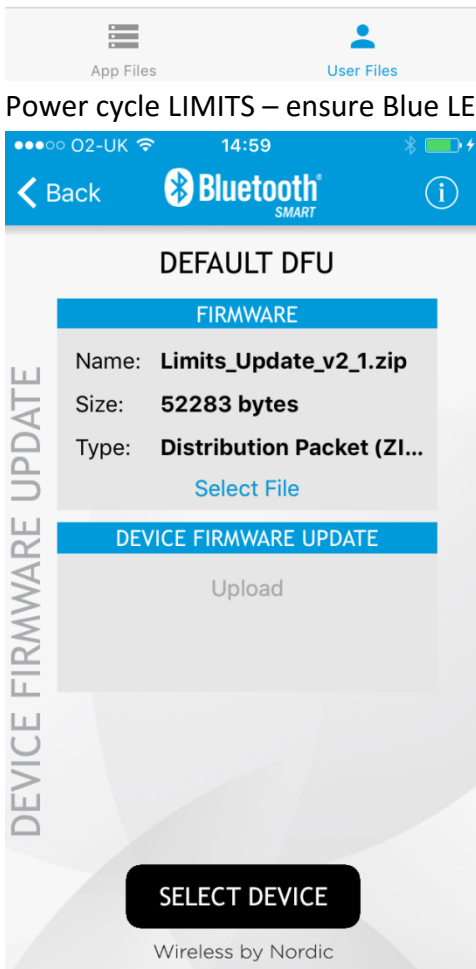 App Files User Files
Power cycle LIMITS – ensure Blue LE
●●●○○ O2-UK 14:59
Back Bluetooth®
SMART
i
DEFAULT DFU
FIRMWARE
Name: Limits_Update_v2_1.zip
Size: 52283 bytes
Type: Distribution Packet (ZI...
Select File
DEVICE FIRMWARE UPDATE
Upload
DEVICE FIRMWARE UPDATE
SELECT DEVICE
Wireless by Nordic